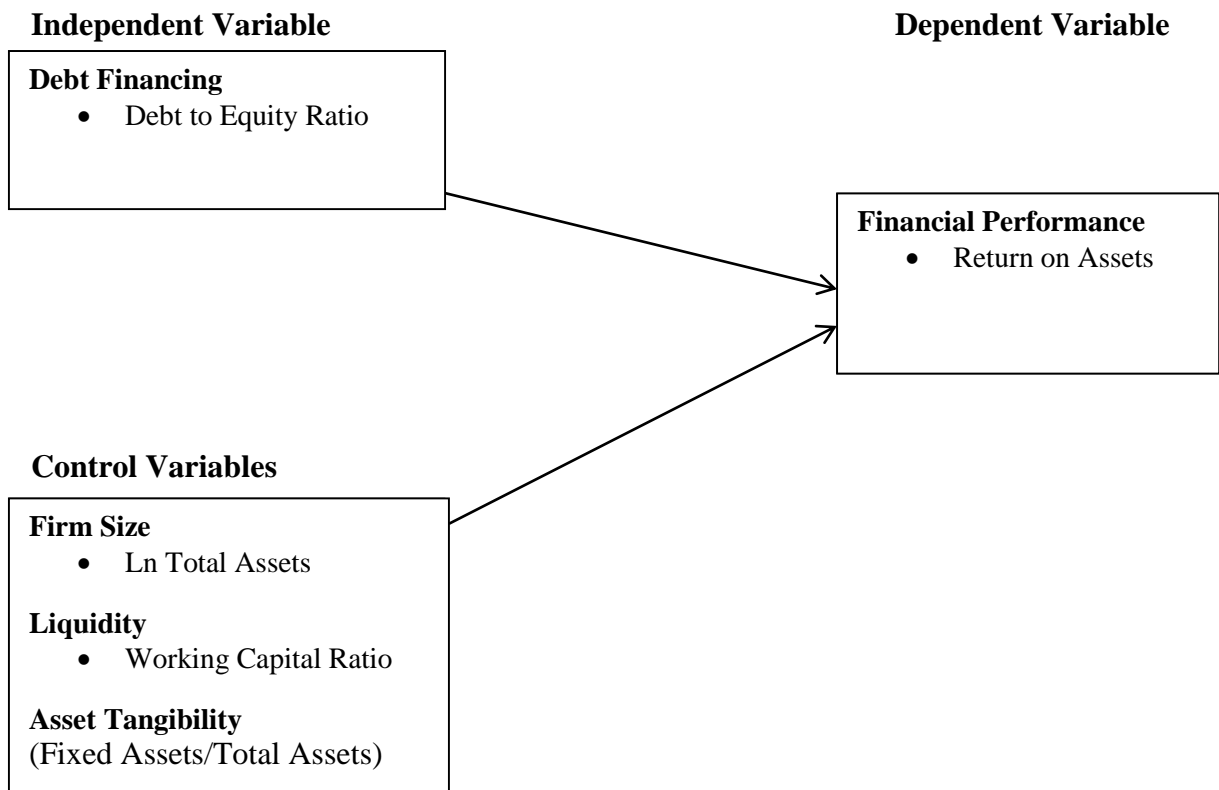 Independent Variable
Dependent Variable
Debt Financing
• Debt to Equity Ratio
Financial Performance
• Return on Assets
Control Variables
Firm Size
• Ln Total Assets
Liquidity
• Working Capital Ratio
Asset Tangibility
(Fixed Assets/Total Assets)